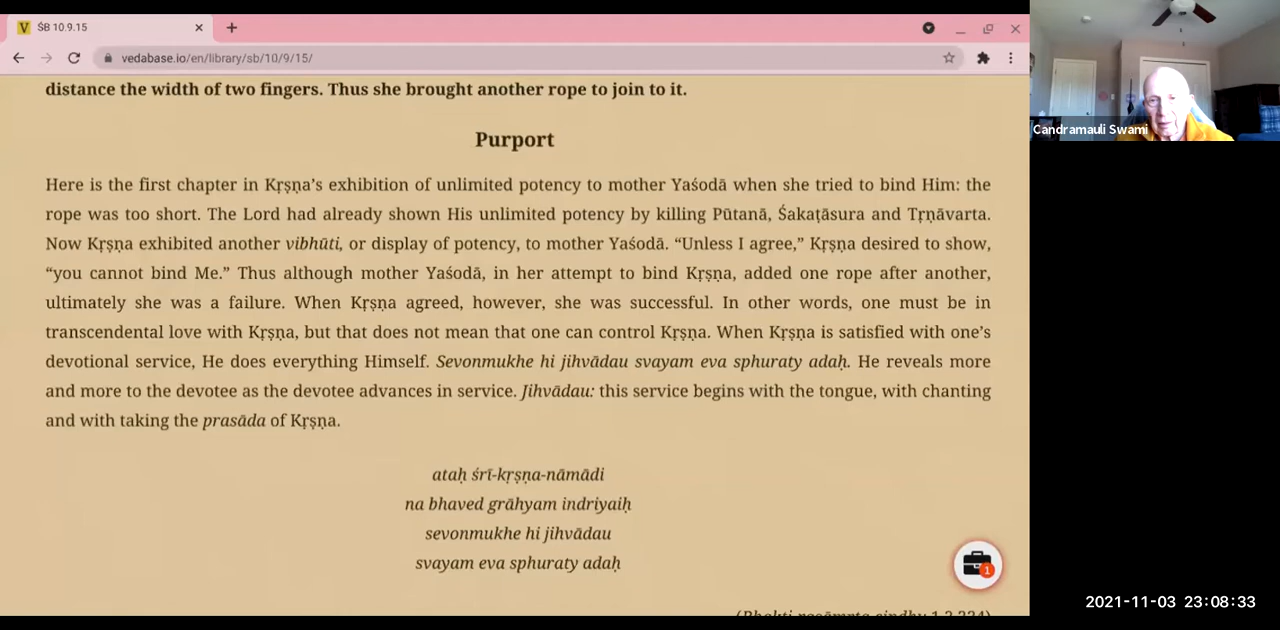 V ŚB 10.9.15
vedabase.io/en/library/sb/10/9/15/
distance the width of two fingers. Thus she brought another rope to join to it.
Purport
Here is the first chapter in Kṛṣṇa’s exhibition of unlimited potency to mother Yaśodā when she tried to bind Him: the
rope was too short. The Lord had already shown His unlimited potency by killing Pūtanā, Śakaṭāsura and Tṛṇāvarta.
Now Kṛṣṇa exhibited another vibhūti, or display of potency, to mother Yaśodā. “Unless I agree,” Kṛṣṇa desired to show,
“you cannot bind Me.” Thus although mother Yaśodā, in her attempt to bind Kṛṣṇa, added one rope after another,
ultimately she was a failure. When Kṛṣṇa agreed, however, she was successful. In other words, one must be in
transcendental love with Kṛṣṇa, but that does not mean that one can control Kṛṣṇa. When Kṛṣṇa is satisfied with one’s
devotional service, He does everything Himself. Sevonmukhe hi jihvādau svayam eva sphuraty adaḥ. He reveals more
and more to the devotee as the devotee advances in service. Jihvādau: this service begins with the tongue, with chanting
and with taking the prasāda of Kṛṣṇa.
ataḥ śrī-kṛṣṇa-nāmādi
na bhaved grāhyam indriyaiḥ
sevonmukhe hi jihvādau
svayam eva sphuraty adaḥ
(Bhakti-rasāmṛta-sindhu 1.2.234)
1
Candramauli Swami
2021-11-03 23:08:33